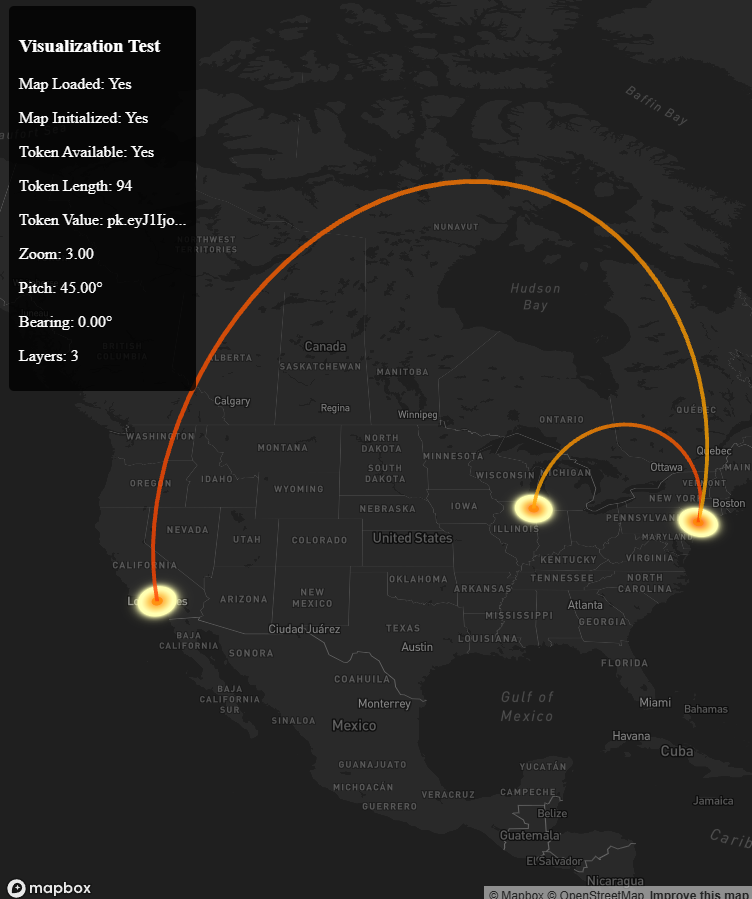 Visualization Test
Map Loaded: Yes
Map Initialized: Yes
Token Available: Yes
Token Length: 94
Token Value: pk.eyJ1Ijo...
Zoom: 3.00
Pitch: 45.00°
Bearing: 0.00°
Layers: 3
Baffin Bay
NUNAVUT
NORTHWEST
TERRITORIES
Hudson
Bay
BRITISH
COLUMBIA
Canada
ALBERTA
SASKATCHEWAN
MANITOBA
Calgary
Regina
Winnipeg
ONTARIO
QUÉBEC
WASHINGTON
MONTANA
NORTH
DAKOTA
MINNESOTA
Quebec
Ottawa
MAIN
OREGON
IDAHO
SOUTH
DAKOTA
WISCONSIN
MICHIGAN
VERMONT
WYOMING
NEW YORK
Boston
NEBRASKA
IOWA
NEVADA
UTAH
COLORADO
United States
ILLINOIS
PENNSYLVAN
MARYLAND
CALIFORNIA
KENTUCKY
VIRGINIA
OKLAHOMA
TENNESSEE
NORTH
CAROLINA
ARIZONA
NEW
MEXICO
ARKANSAS
Lo les
Atlanta
MISSISSIPPI
GEORGIA
Ciudad Juárez
TEXAS
BAJA
CALIFORNIA
Austin
LOUISIANA
SONORA
FLORIDA
COAHUILA
BAJA
CALIFORNIA
SUR
Monterrey
Gulf of
Mexico
Miami
Bahamas
SINALOA
Mexico
Havana
Cuba
GUANAJUATO
YUCATÁN
MICHOACÁN
VERACRUZ
CAMPECHE
GUERRERO
Jamaica
Belize
Guatemala
Carib
El Salvador
Nicaragua
mapbox
© Mapbox © OpenStreetMap Improve this map